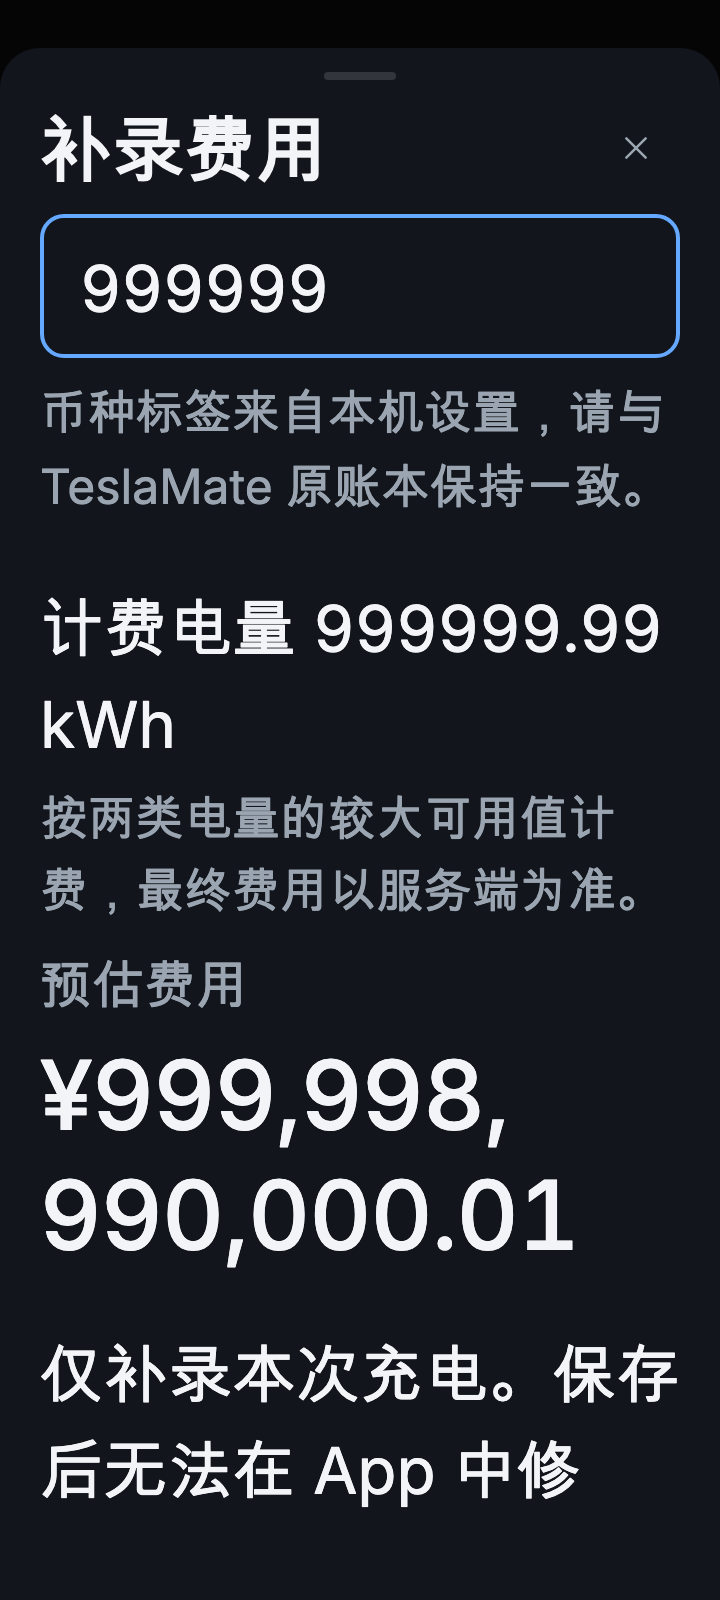 补录费用
999999
币种标签来自本机设置，请与
TeslaMate 原账本保持一致。
计费电量 999999.99
kWh
按两类电量的较大可用值计
费，最终费用以服务端为准。
预估费用
¥999,998,
990,000.01
仅补录本次充电。保存
后无法在 App 中修